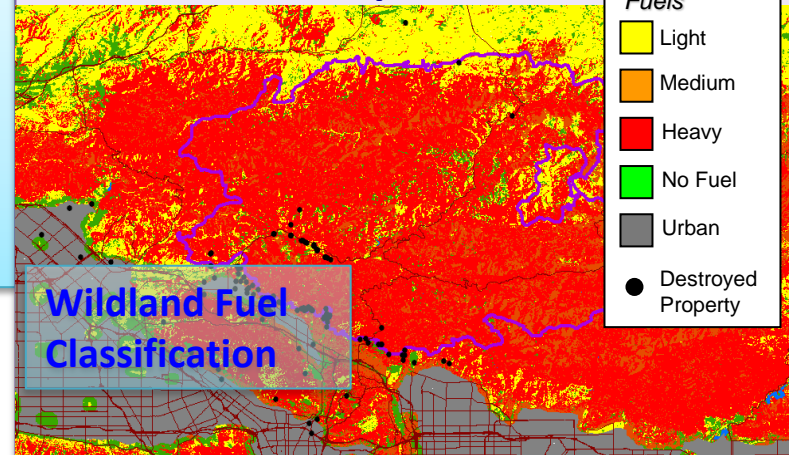 Fuels
Light
Medium
Heavy
No Fuel
Urban
Destroyed
Property
Wildland Fuel
Classification